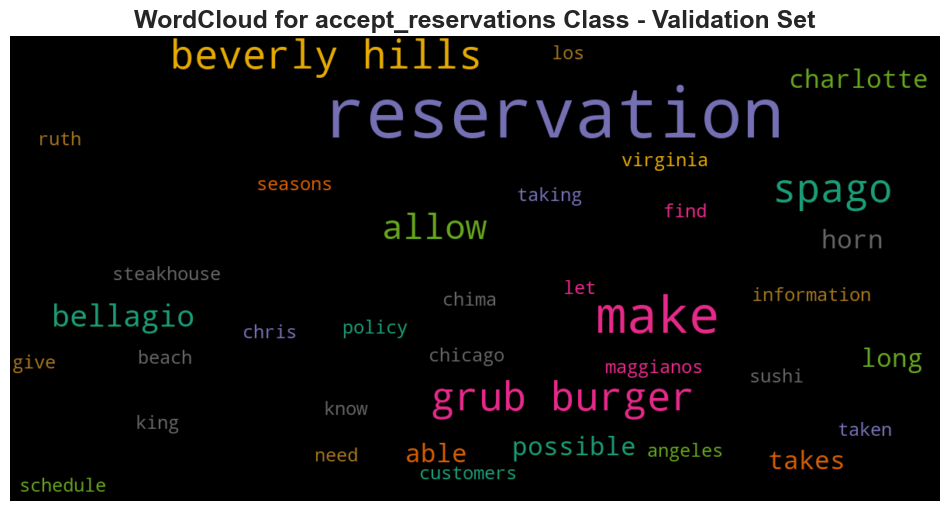 WordCloud for accept_reservations Class - Validation Set
beverly hills
los
charlotte
reservation
ruth
virginia
seasons
taking
spago
find
allow
horn
steakhouse
let
information
chima
make
bellagio
chris
policy
give
beach
chicago
long
maggianos
sushi
grub burger
king
know
taken
possible
need
able
angeles
takes
customers
schedule